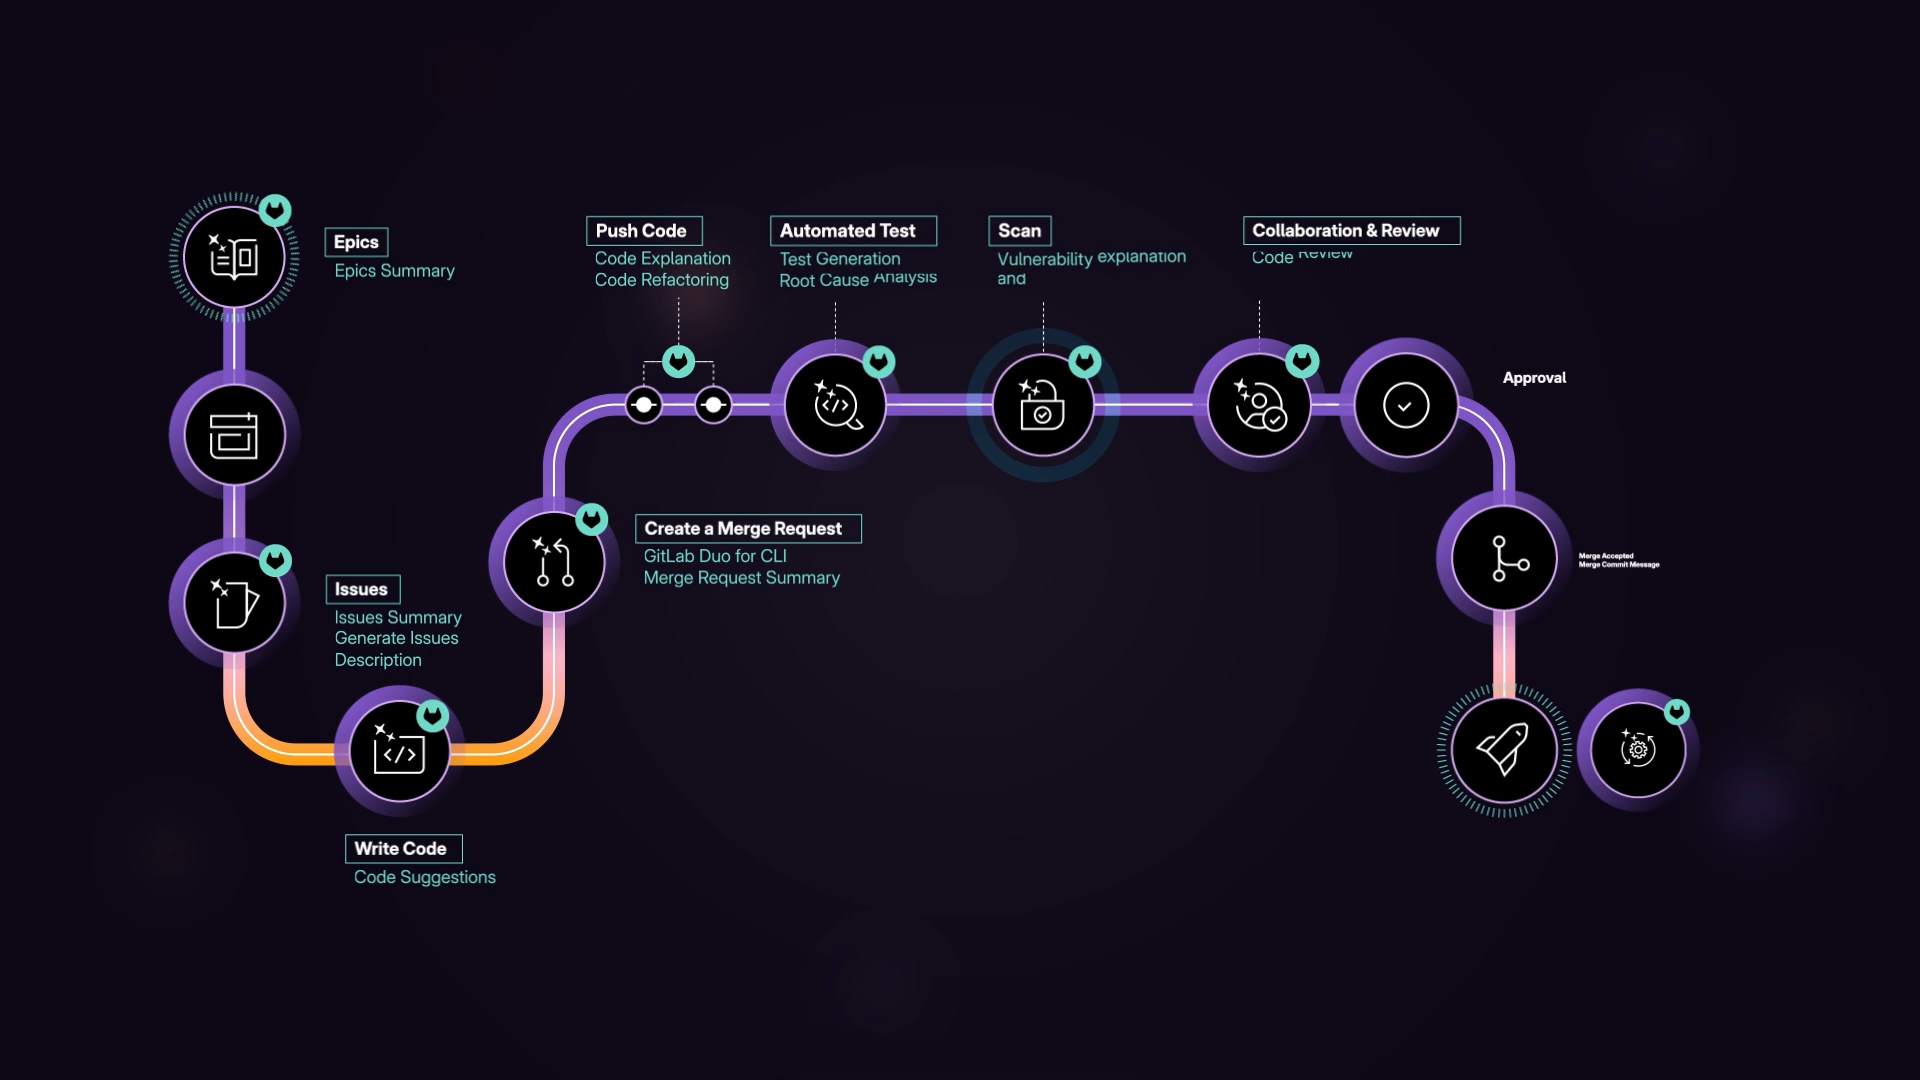 Epics
Epics Summary
Issues
Issues Summary
Generate Issues
Description
Write Code
Code Suggestions
Create a Merge Request
GitLab Duo for CLI
Merge Request Summary
Push Code
Code Explanation
Code Refactoring
Automated Test
Test Generation
Root Cause Analysis
Scan
Vulnerability explanation
and
Collaboration & Review
Code Review
Approval
Merge Accepted
Merge Commit Message